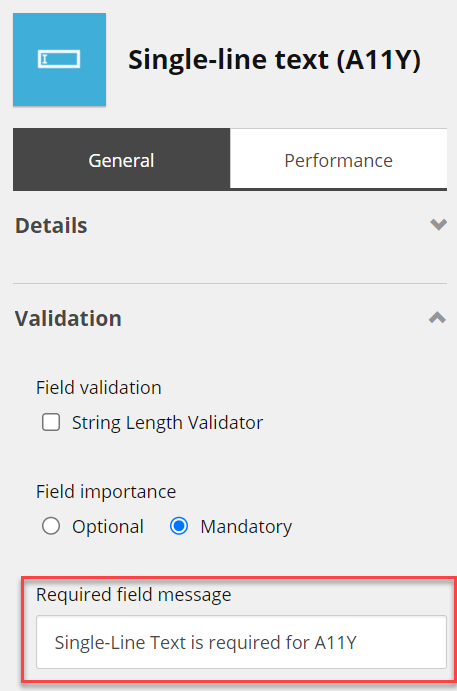 Single-line text (A11Y)
General Performance
Details
Validation
Field validation
String Length Validator
Field importance
Optional Mandatory
Required field message
Single-Line Text is required for A11Y